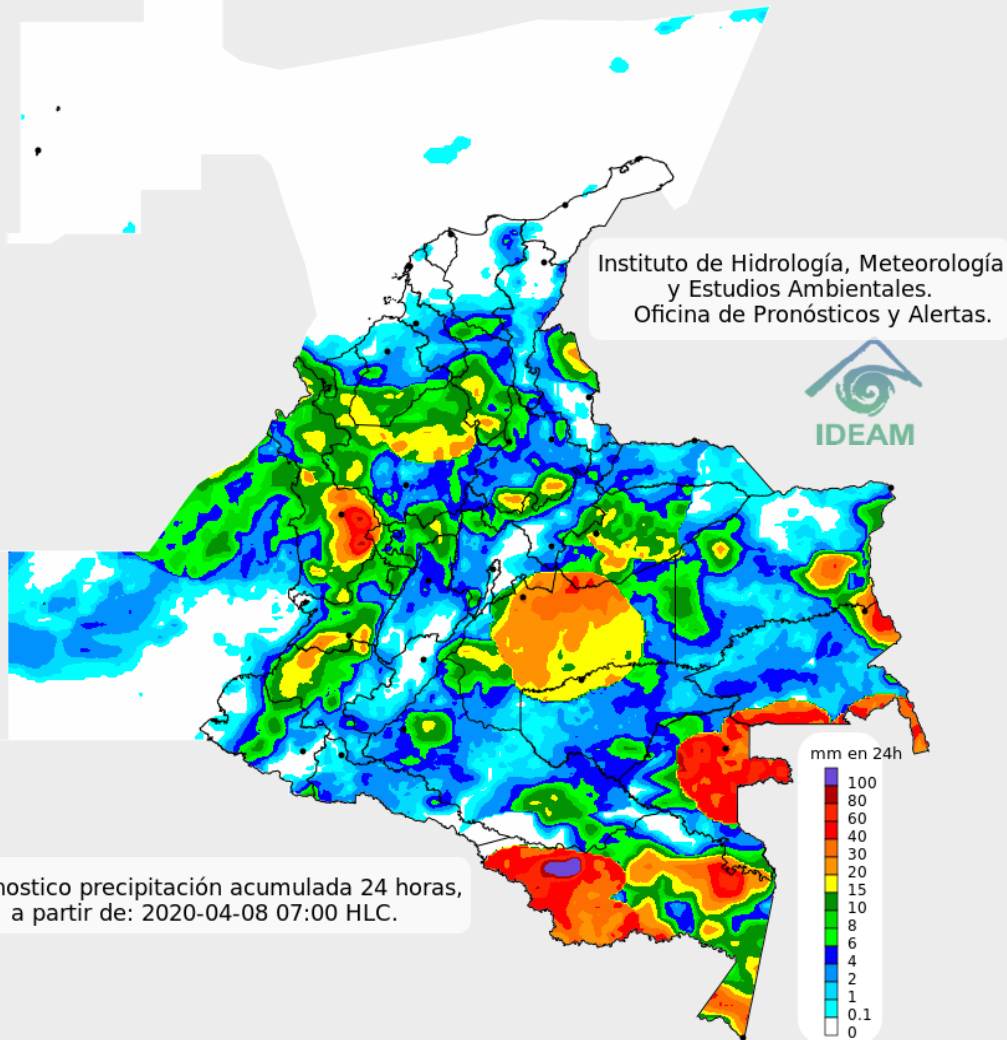 Instituto de Hidrología, Meteorología
y Estudios Ambientales.
Oficina de Pronósticos y Alertas.
IDEAM
mm en 24h
100
80
60
40
30
20
15
10
8
6
4
2
1
0.1
0
nostico precipitación acumulada 24 horas,
a partir de: 2020-04-08 07:00 HLC.